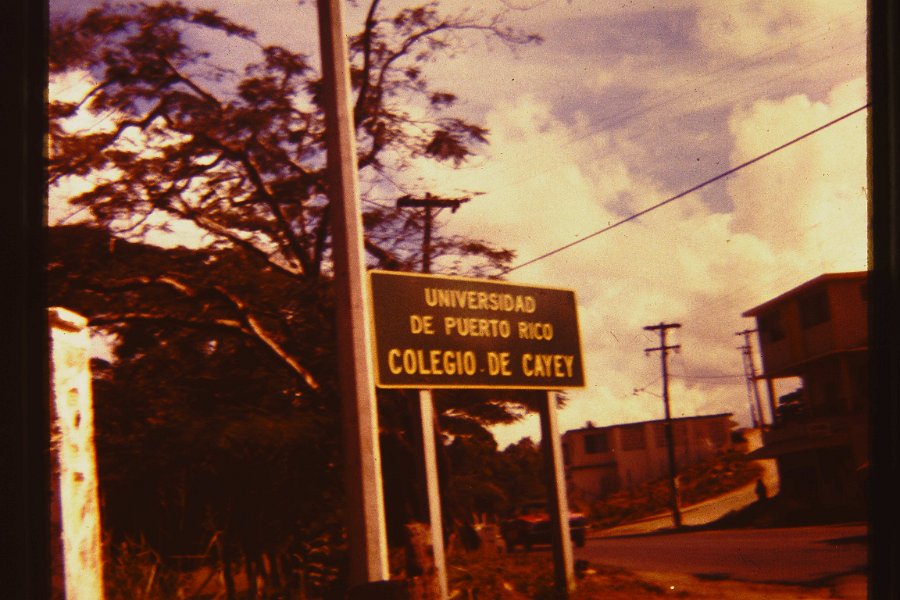 UNIVERSIDAD
DE PUERTO RICO
COLEGIO DE CAYEY